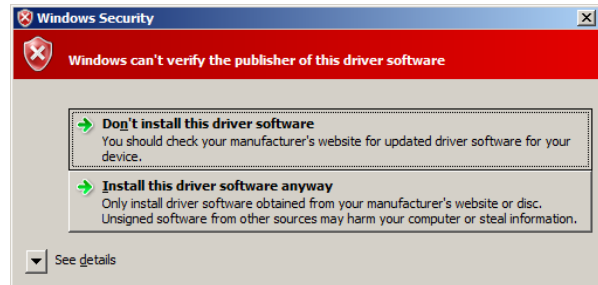 Windows Security
Windows can't verify the publisher of this driver software
Don't install this driver software
You should check your manufacturer's website for updated driver software for your
device.
Install this driver software anyway
Only install driver software obtained from your manufacturer's website or disc.
Unsigned software from other sources may harm your computer or steal information.
See details